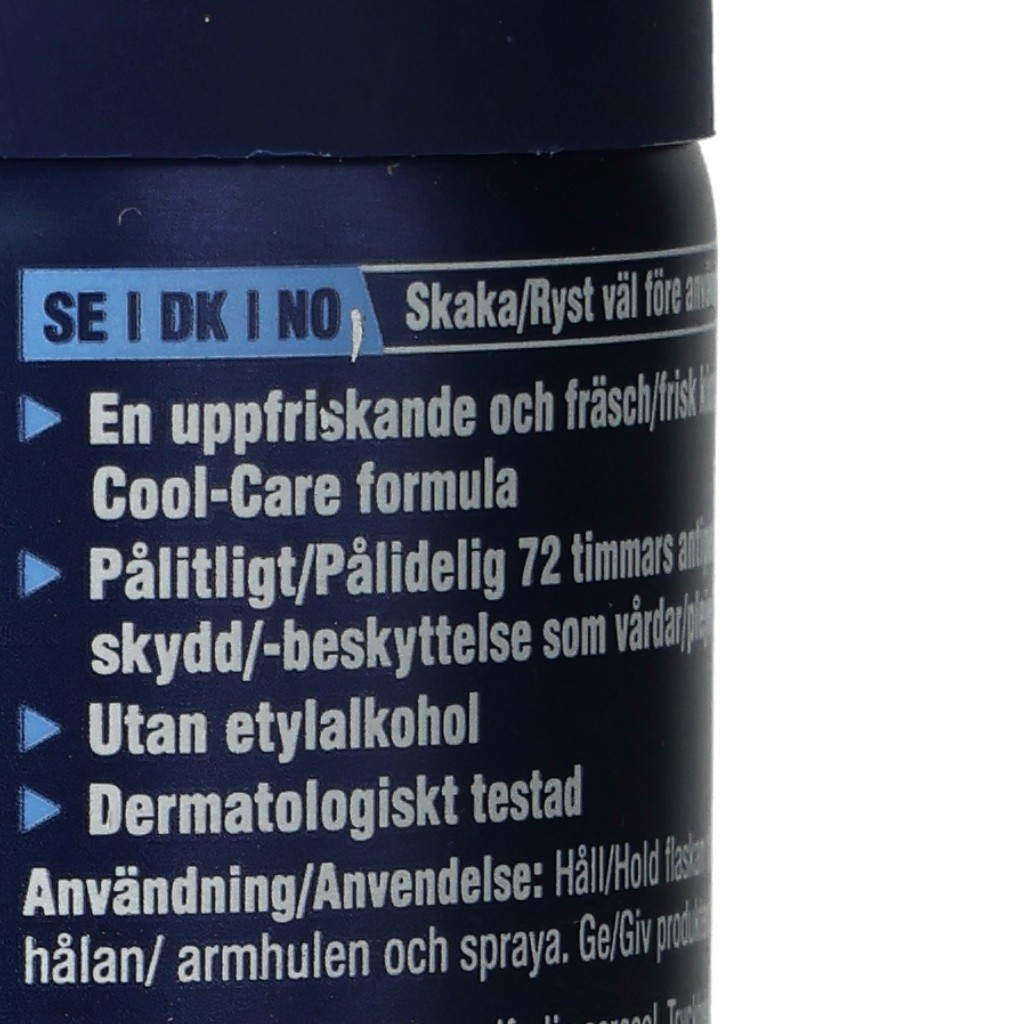 SE | DK | NO
Skaka/Ryst väl före
En uppfriskande och fräsch/frisk
Cool-Care formula
Pålitligt/Pålidelig 72 timmars
skydd/-beskyttelse som vårdar/
Utan etylalkohol
Dermatologiskt testad
Användning/Anvendelse: Håll/Hold flaskan
hålan/ armhulen och spraya. Ge/Giv